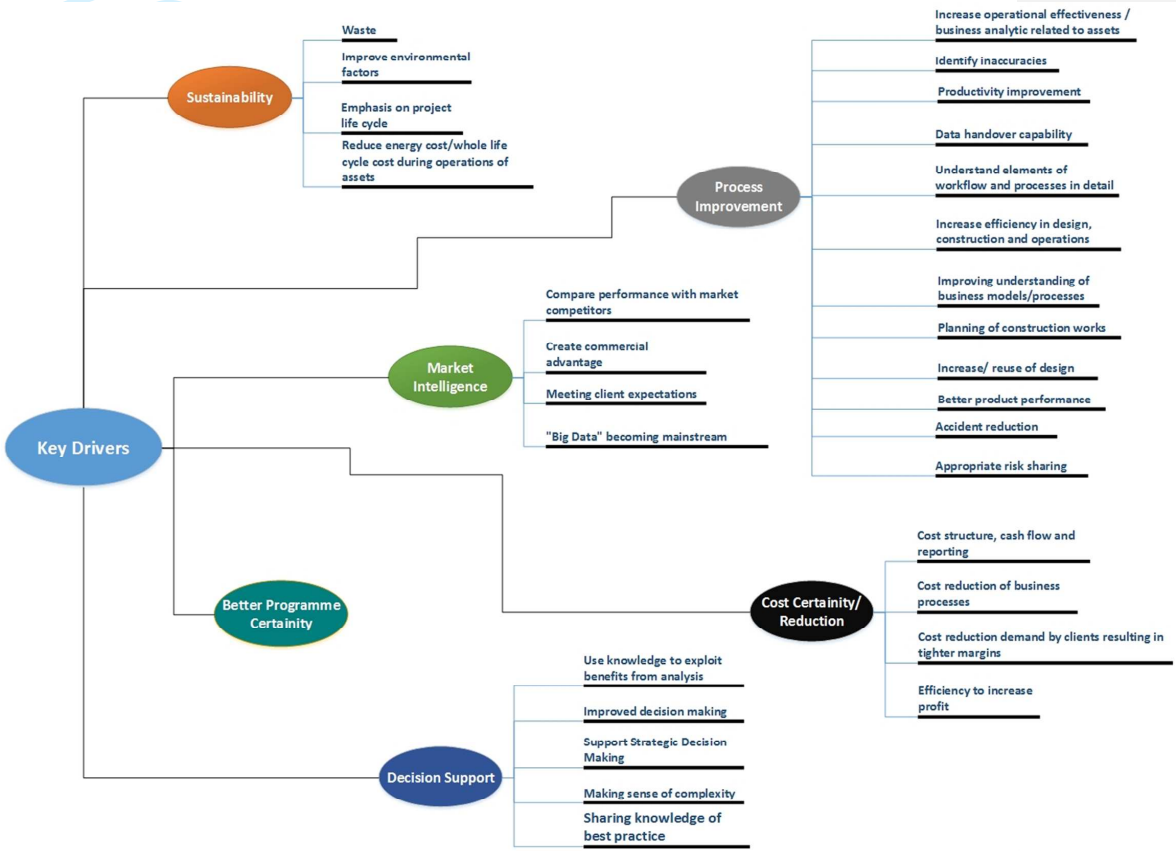 Key Drivers
Sustainability
Waste
Improve environmental
factors
Emphasis on project
life cycle
Reduce energy cost/whole life
cycle cost during operations of
assets
Process
Improvement
Increase operational effectiveness /
business analytic related to assets
Identify inaccuracies
Productivity improvement
Data handover capability
Understand elements of
workflow and processes in detail
Increase efficiency in design,
construction and operations
Improving understanding of
business models/processes
Planning of construction works
Increase/ reuse of design
Better product performance
Accident reduction
Appropriate risk sharing
Market
Intelligence
Compare performance with market
competitors
Create commercial
advantage
Meeting client expectations
"Big Data" becoming mainstream
Better Programme
Certainity
Cost Certainity/
Reduction
Cost structure, cash flow and
reporting
Cost reduction of business
processes
Cost reduction demand by clients resulting in
tighter margins
Efficiency to increase
profit
Decision Support
Use knowledge to exploit
benefits from analysis
Improved decision making
Support Strategic Decision
Making
Making sense of complexity
Sharing knowledge of
best practice